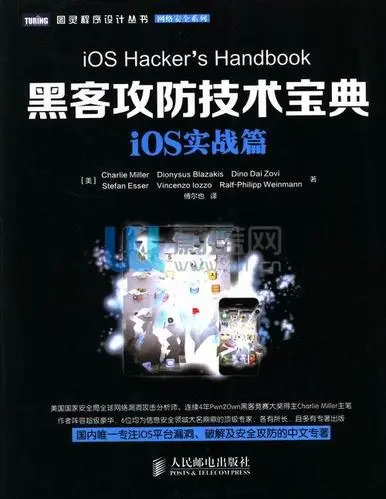 TURING
图灵程序设计丛书
网络安全系列
iOS Hacker's Handbook
黑客攻防技术宝典
iOS实战篇
[美] Charlie Miller Dionysus Blazakis Dino Dai Zovi
Stefan Esser Vincenzo Iozzo Ralf-Philipp Weinmann 著
傅尔也 译
美国国家安全局全球网络漏洞攻击分析师、连续4年Pwn2Own黑客竞赛大奖得主Charlie Miller主笔
作者阵容超级豪华,6位均为信息安全领域大名鼎鼎的顶级专家,各有所长,且多有专著出版
国内唯一专注iOS平台漏洞、破解及安全攻防的中文专著
人民邮电出版社
POSTS & TELECOM PRESS